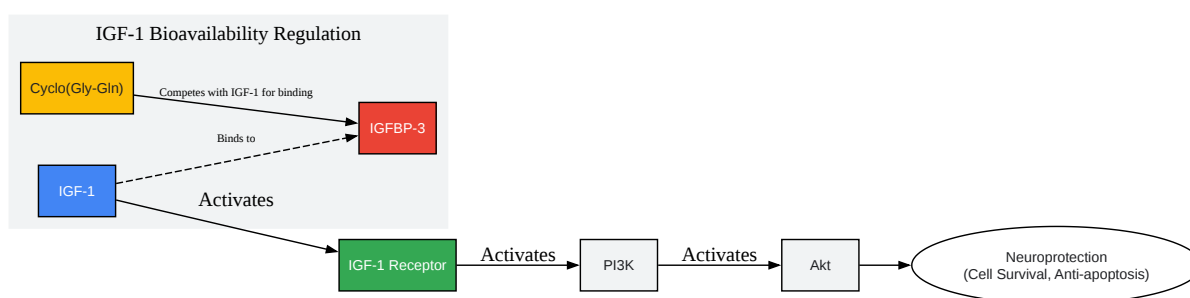 IGF-1 Bioavailability Regulation
Cyclo(Gly-Gln)
Competes with IGF-1 for binding
IGFBP-3
Binds to
IGF-1
Activates
IGF-1 Receptor
Activates
PI3K
Activates
Akt
Neuroprotection
(Cell Survival, Anti-apoptosis)